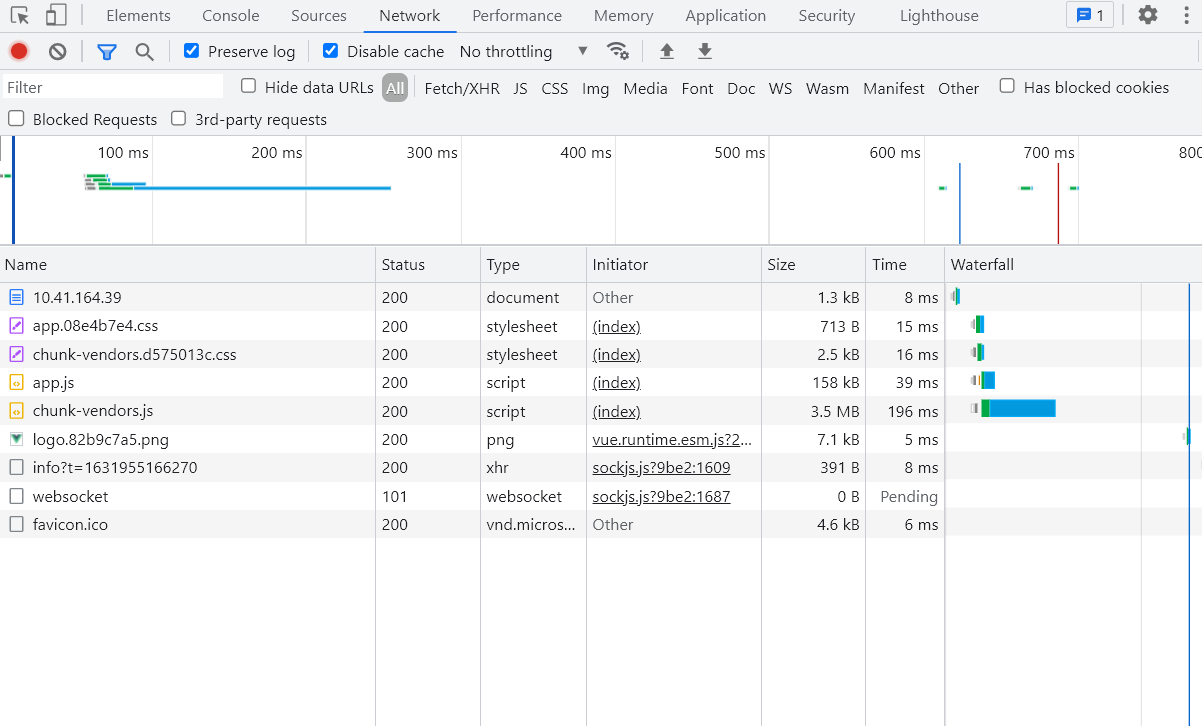 Elements Console Sources Network Performance Memory Application Security Lighthouse 1
Preserve log Disable cache No throttling
Filter Hide data URLs All Fetch/XHR JS CSS Img Media Font Doc WS Wasm Manifest Other Has blocked cookies
Blocked Requests 3rd-party requests
100 ms 200 ms 300 ms 400 ms 500 ms 600 ms 700 ms 800
Name Status Type Initiator Size Time Waterfall
10.41.164.39 200 document Other 1.3 kB 8 ms
app.08e4b7e4.css 200 stylesheet (index) 713 B 15 ms
chunk-vendors.d575013c.css 200 stylesheet (index) 2.5 kB 16 ms
app.js 200 script (index) 158 kB 39 ms
chunk-vendors.js 200 script (index) 3.5 MB 196 ms
logo.82b9c7a5.png 200 png vue.runtime.esm.js?2... 7.1 kB 5 ms
info?t=1631955166270 200 xhr sockjs.js?9be2:1609 391 B 8 ms
websocket 101 websocket sockjs.js?9be2:1687 0 B Pending
favicon.ico 200 vnd.micros... Other 4.6 kB 6 ms